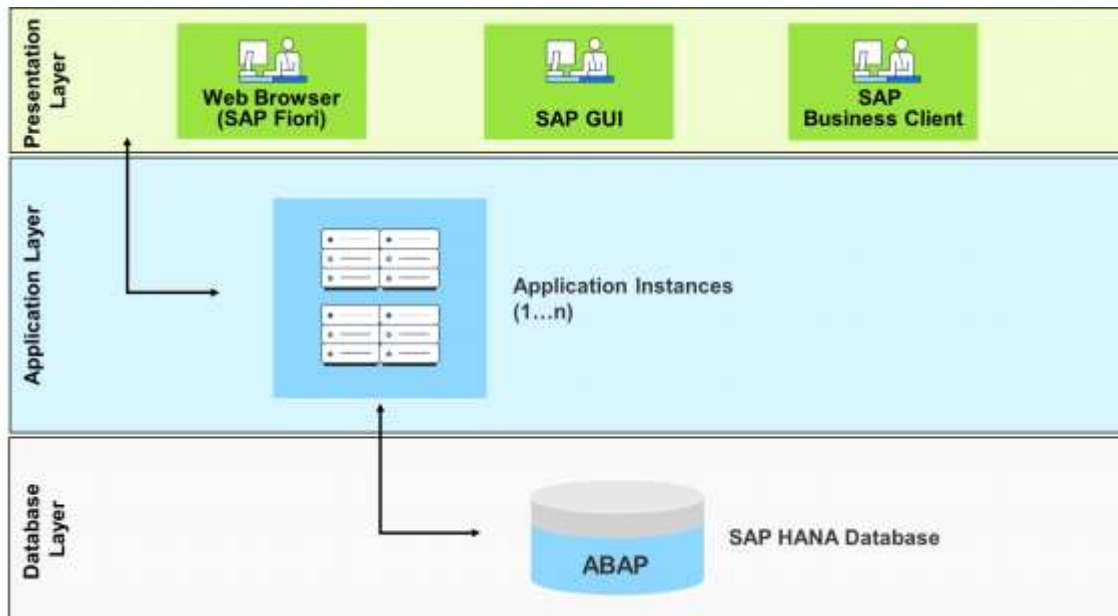 Presentation
Layer
Web Browser
(SAP Fiori)
SAP GUI
SAP
Business Client
Application Layer
Application Instances
(1...n)
Database
Layer
ABAP
SAP HANA Database